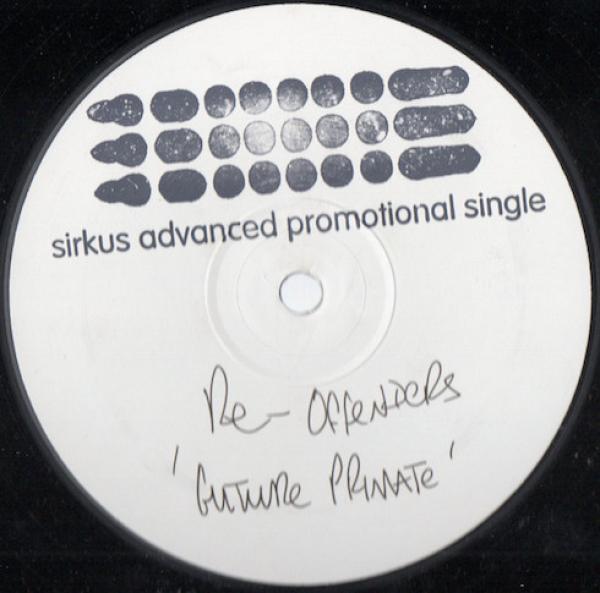 sirkus advanced promotional single
Re- OFFeNDeRS
'FuTuRe PRiMATe'